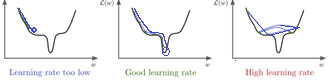 ℒ(w)
ℒ(w)
w
w
w
Learning rate too low
Good learning rate
High learning rate